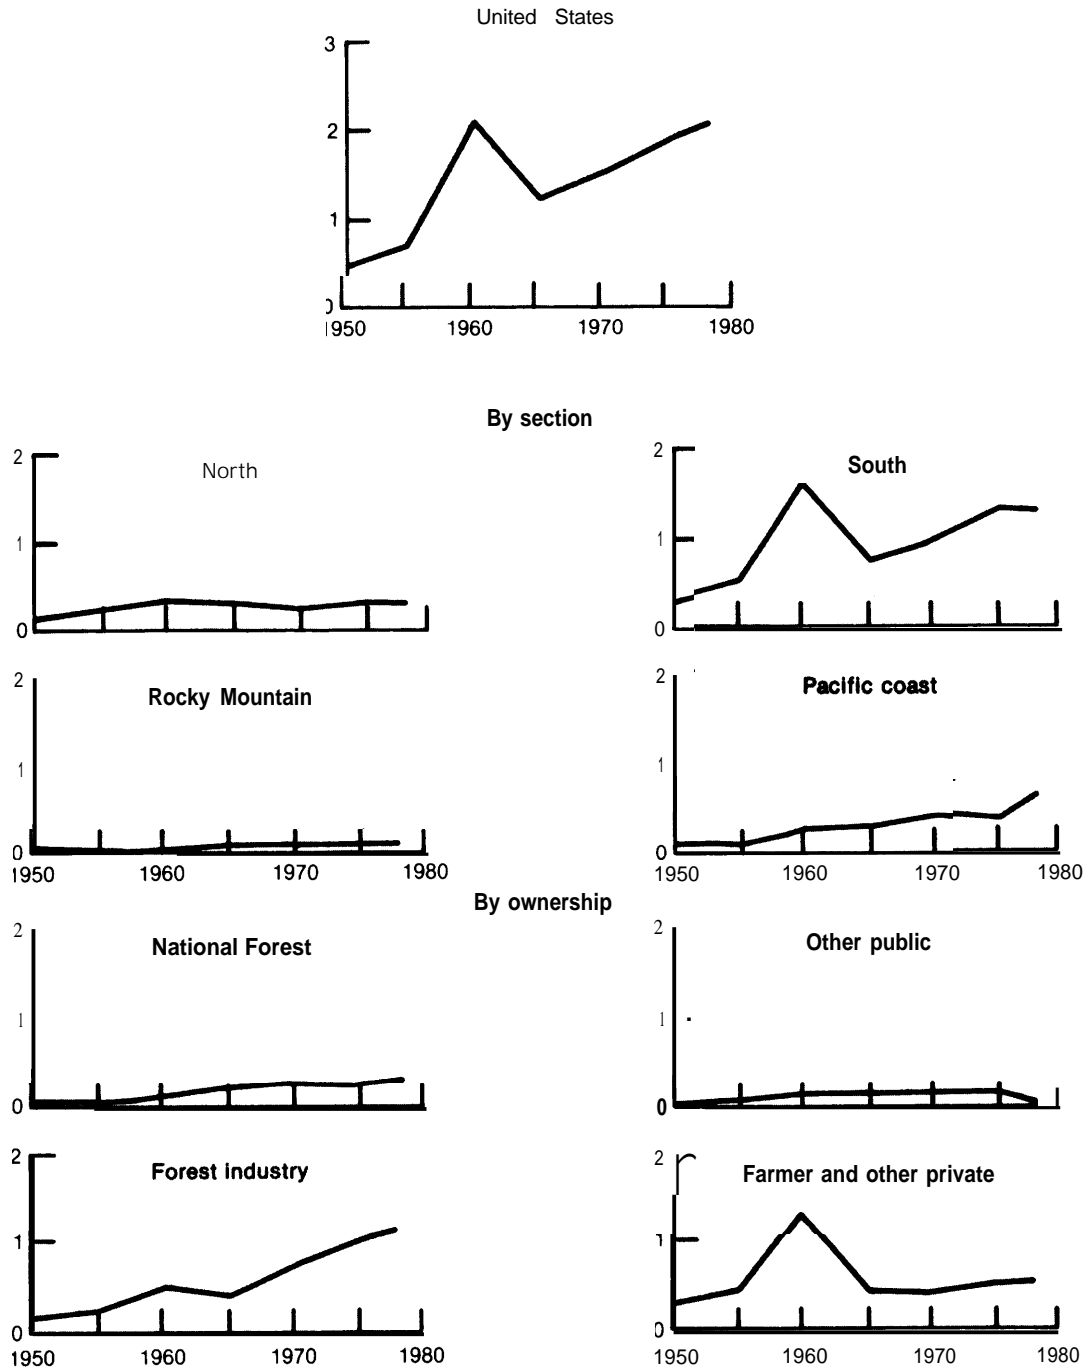 United States
3
2
1
0
1950 1960 1970 1980
By section
2
North
1
0
2
South
1
0
2
Rocky Mountain
1
0
1950 1960 1970 1980
2
Pacific coast
1
0
1950 1960 1970 1980
By ownership
2
National Forest
1
0
2
Other public
1
0
2
Forest industry
1
0
1950 1960 1970 1980
2
Farmer and other private
1
0
1950 1960 1970 1980